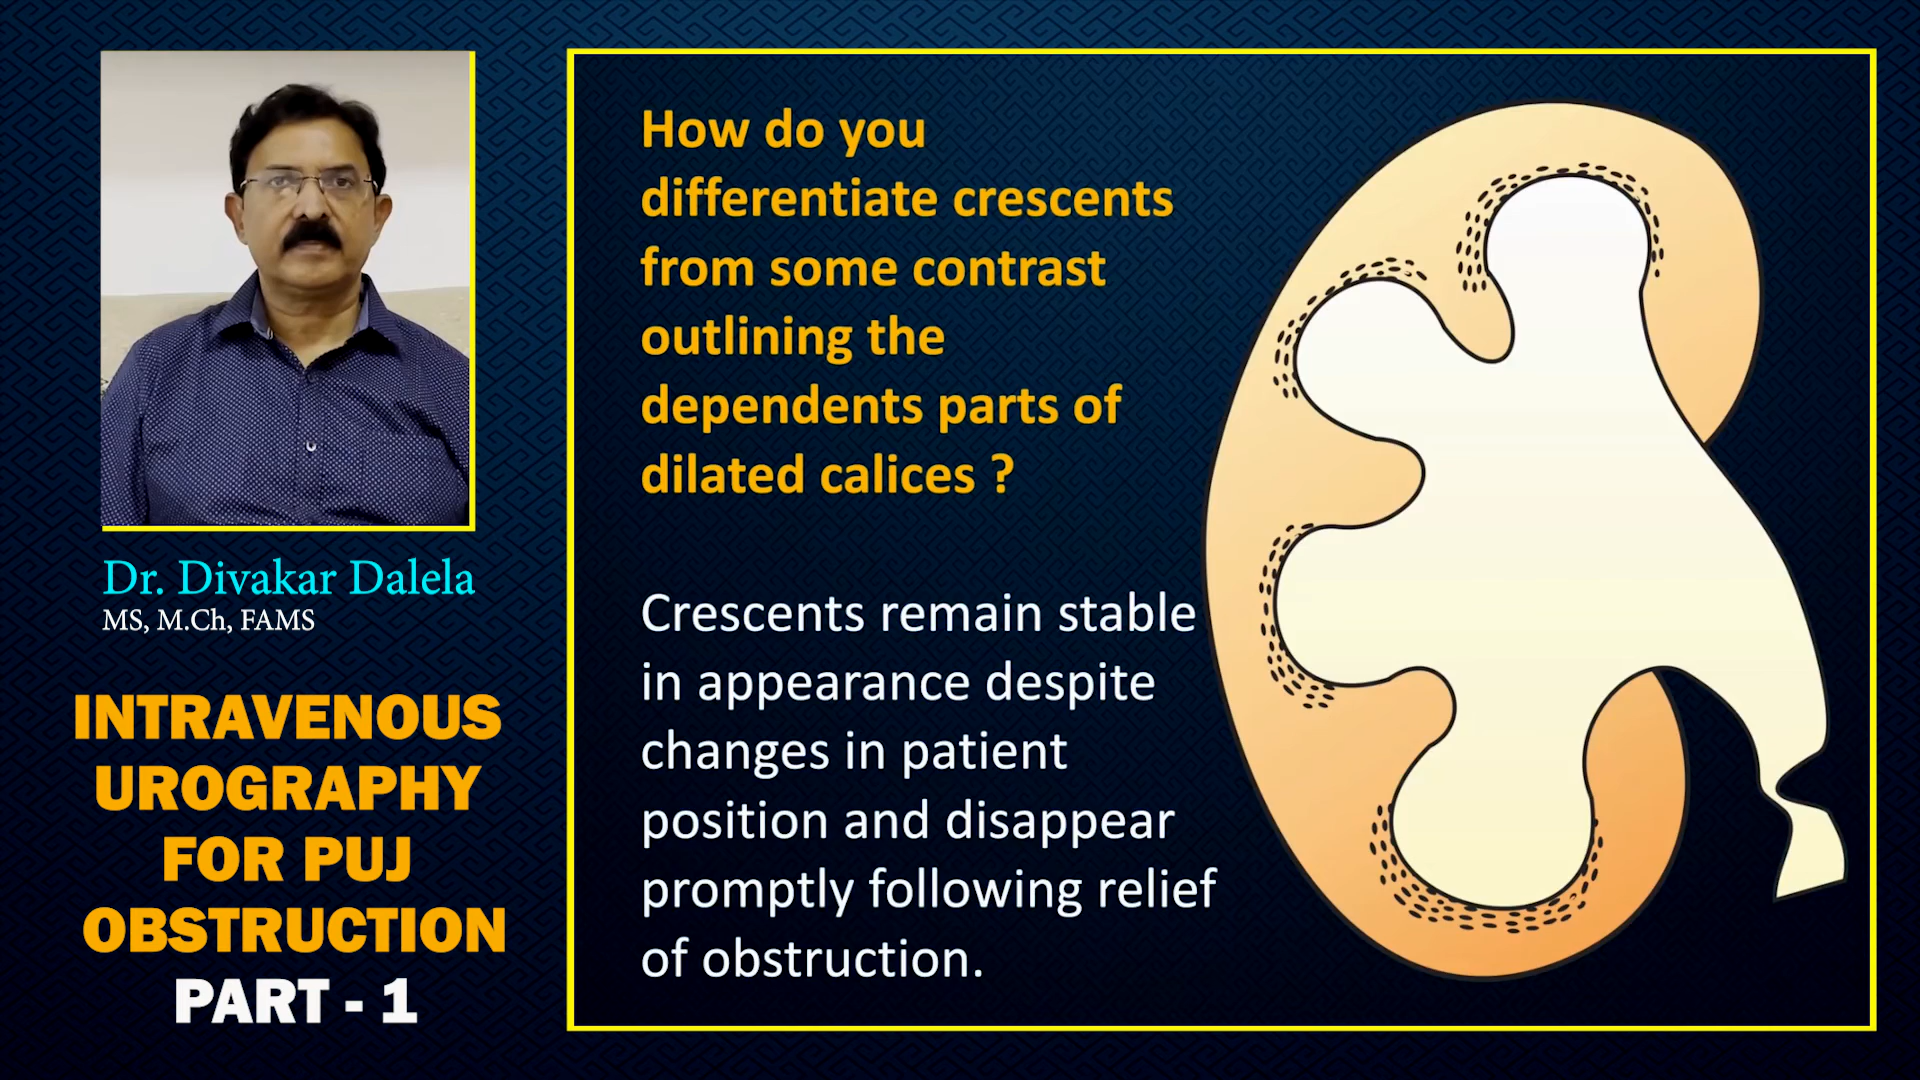 Dr. Divakar Dalela
MS, M.Ch, FAMS
INTRAVENOUS
UROGRAPHY
FOR PUJ
OBSTRUCTION
PART - 1
How do you
differentiate crescents
from some contrast
outlining the
dependents parts of
dilated calices ?
Crescents remain stable
in appearance despite
changes in patient
position and disappear
promptly following relief
of obstruction.